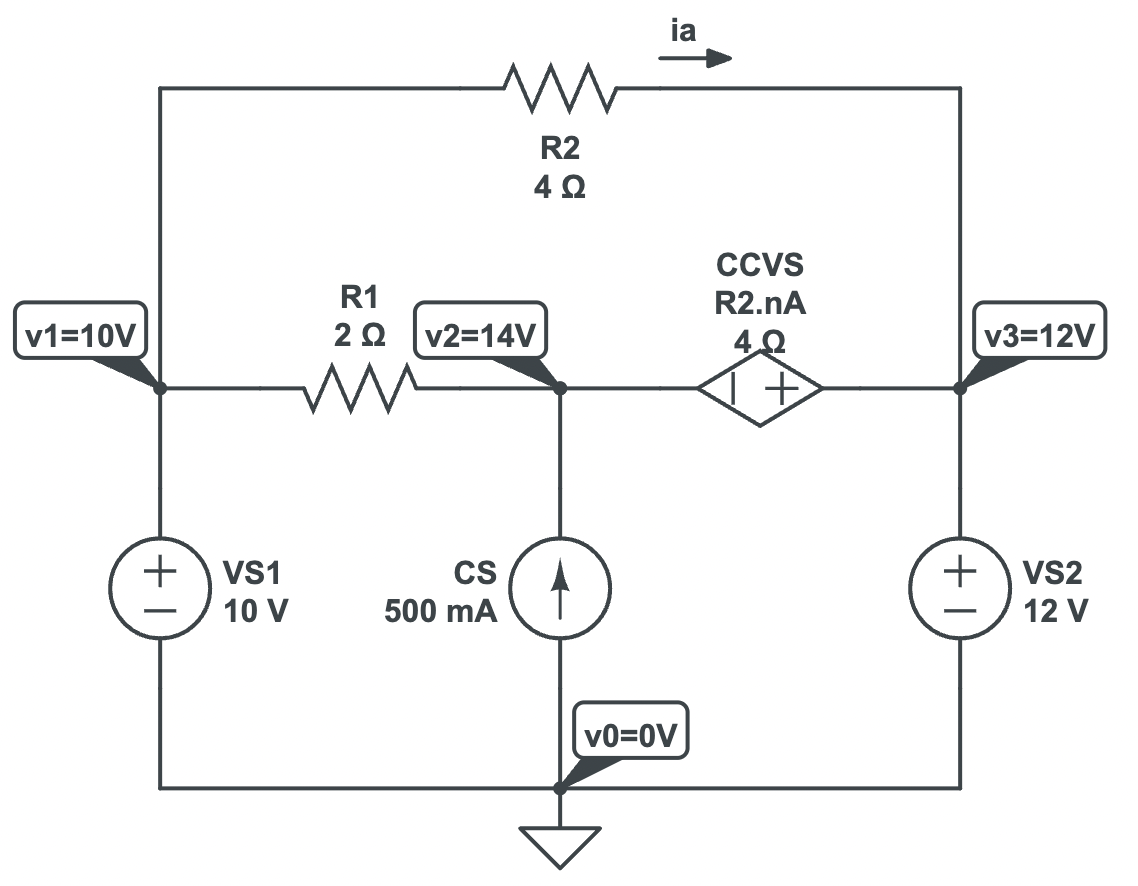 ia
R2
4 Ω
CCVS
R2.nA
4 Ω
R1
2 Ω
v1=10V
v2=14V
v3=12V
VS1
10 V
CS
500 mA
VS2
12 V
v0=0V